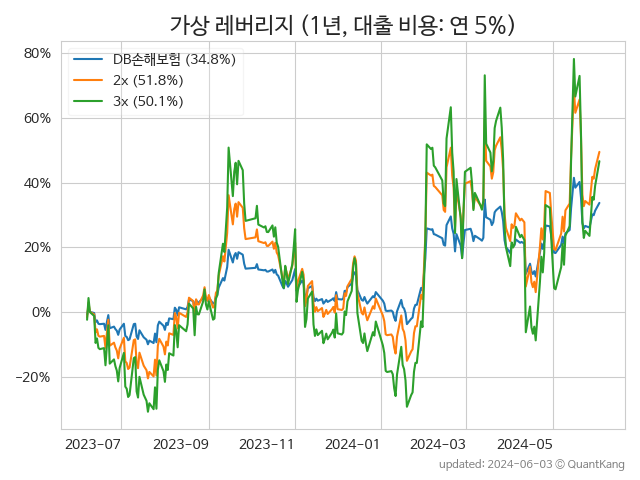 가상 레버리지 (1년, 대출 비용: 연 5%)
80%
60%
40%
20%
0%
−20%
DB손해보험 (34.8%)
2x (51.8%)
3x (50.1%)
2023-07 2023-09 2023-11 2024-01 2024-03 2024-05
updated: 2024-06-03 © QuantKang